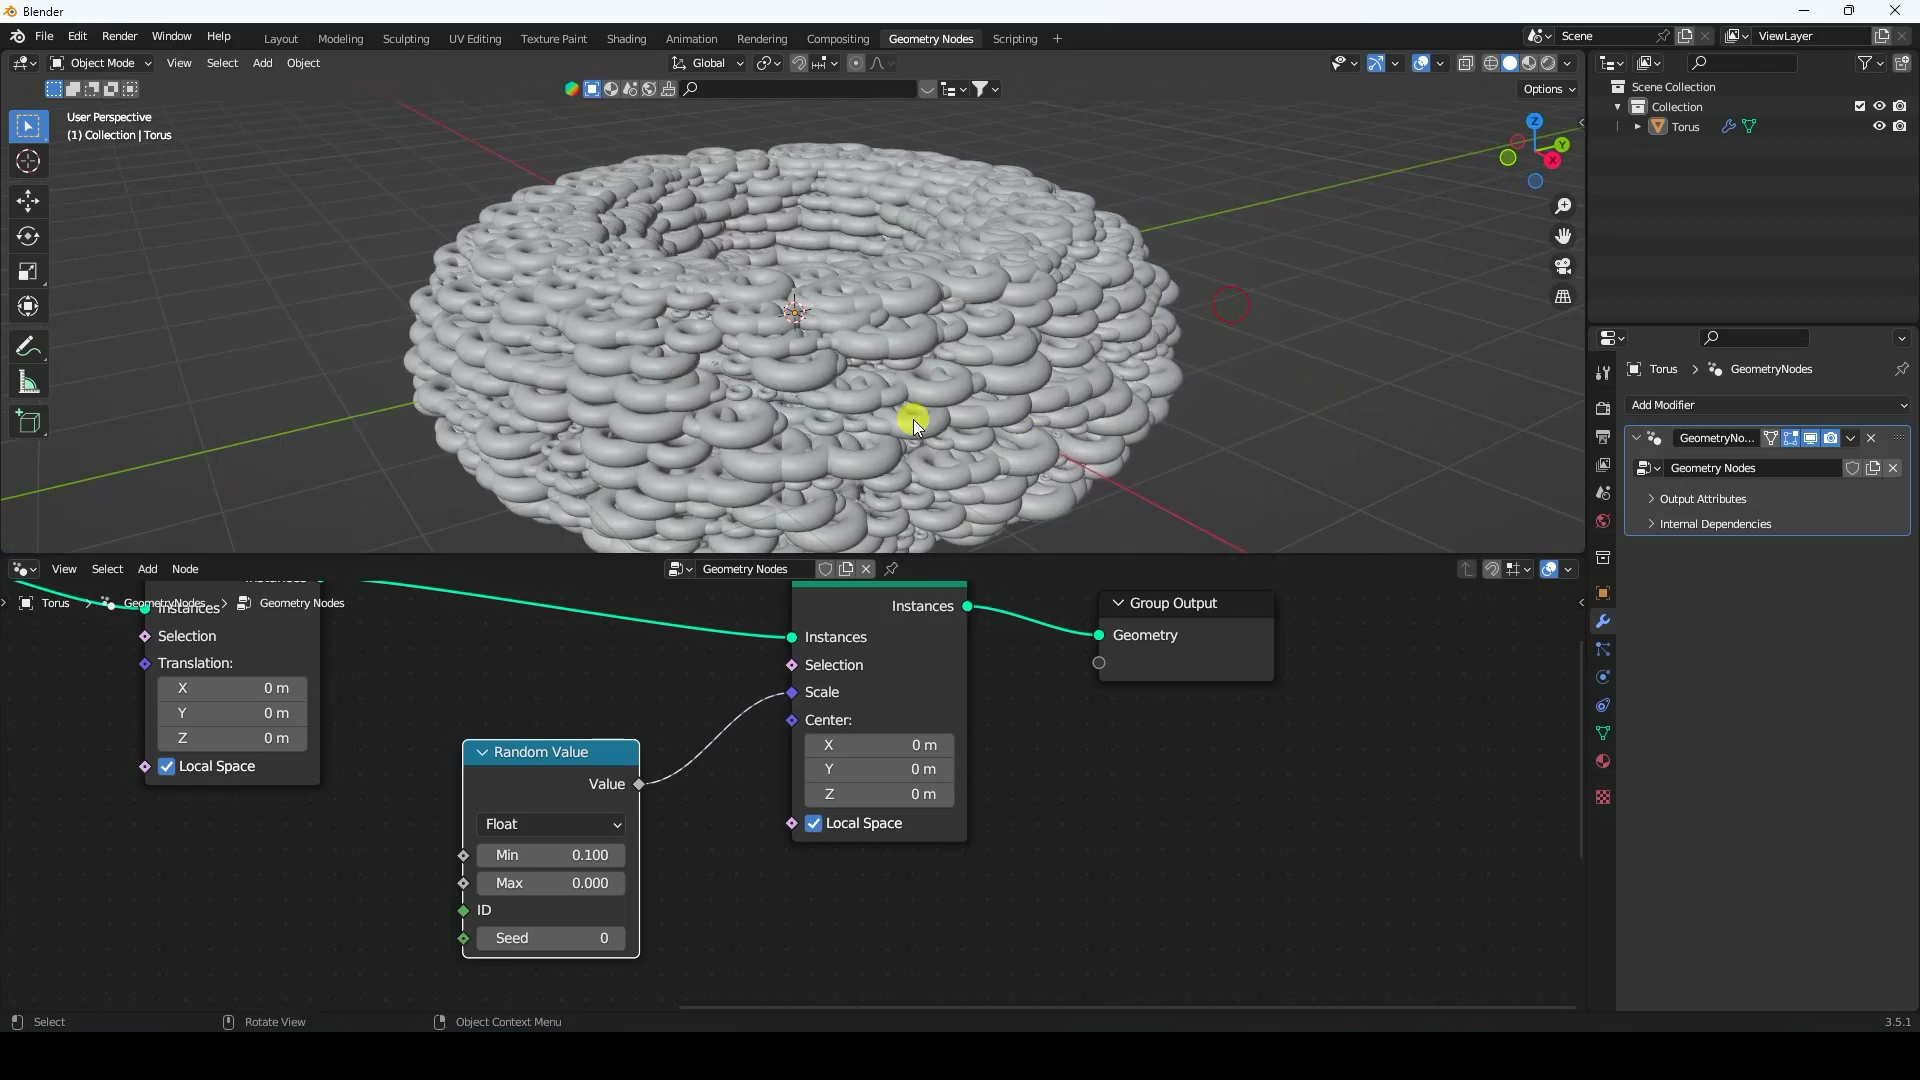 Blender
File Edit Render Window Help
Layout Modeling Sculpting UV Editing Texture Paint Shading Animation Rendering Compositing Geometry Nodes Scripting +
Scene
ViewLayer
Object Mode View Select Add Object
Global
Options
User Perspective
(1) Collection | Torus
Z
Y
X
Scene Collection
Collection
Torus
Torus > GeometryNodes
Add Modifier
GeometryNo...
Geometry Nodes
Output Attributes
Internal Dependencies
View Select Add Node
Geometry Nodes
Torus > GeometryNodes > Geometry Nodes
Instances
Instances
Selection
Translation:
X 0 m
Y 0 m
Z 0 m
Local Space
Random Value
Value
Float
Min 0.100
Max 0.000
ID
Seed 0
Instances
Instances
Selection
Scale
Center:
X 0 m
Y 0 m
Z 0 m
Local Space
Group Output
Geometry
Select
Rotate View
Object Context Menu
3.5.1